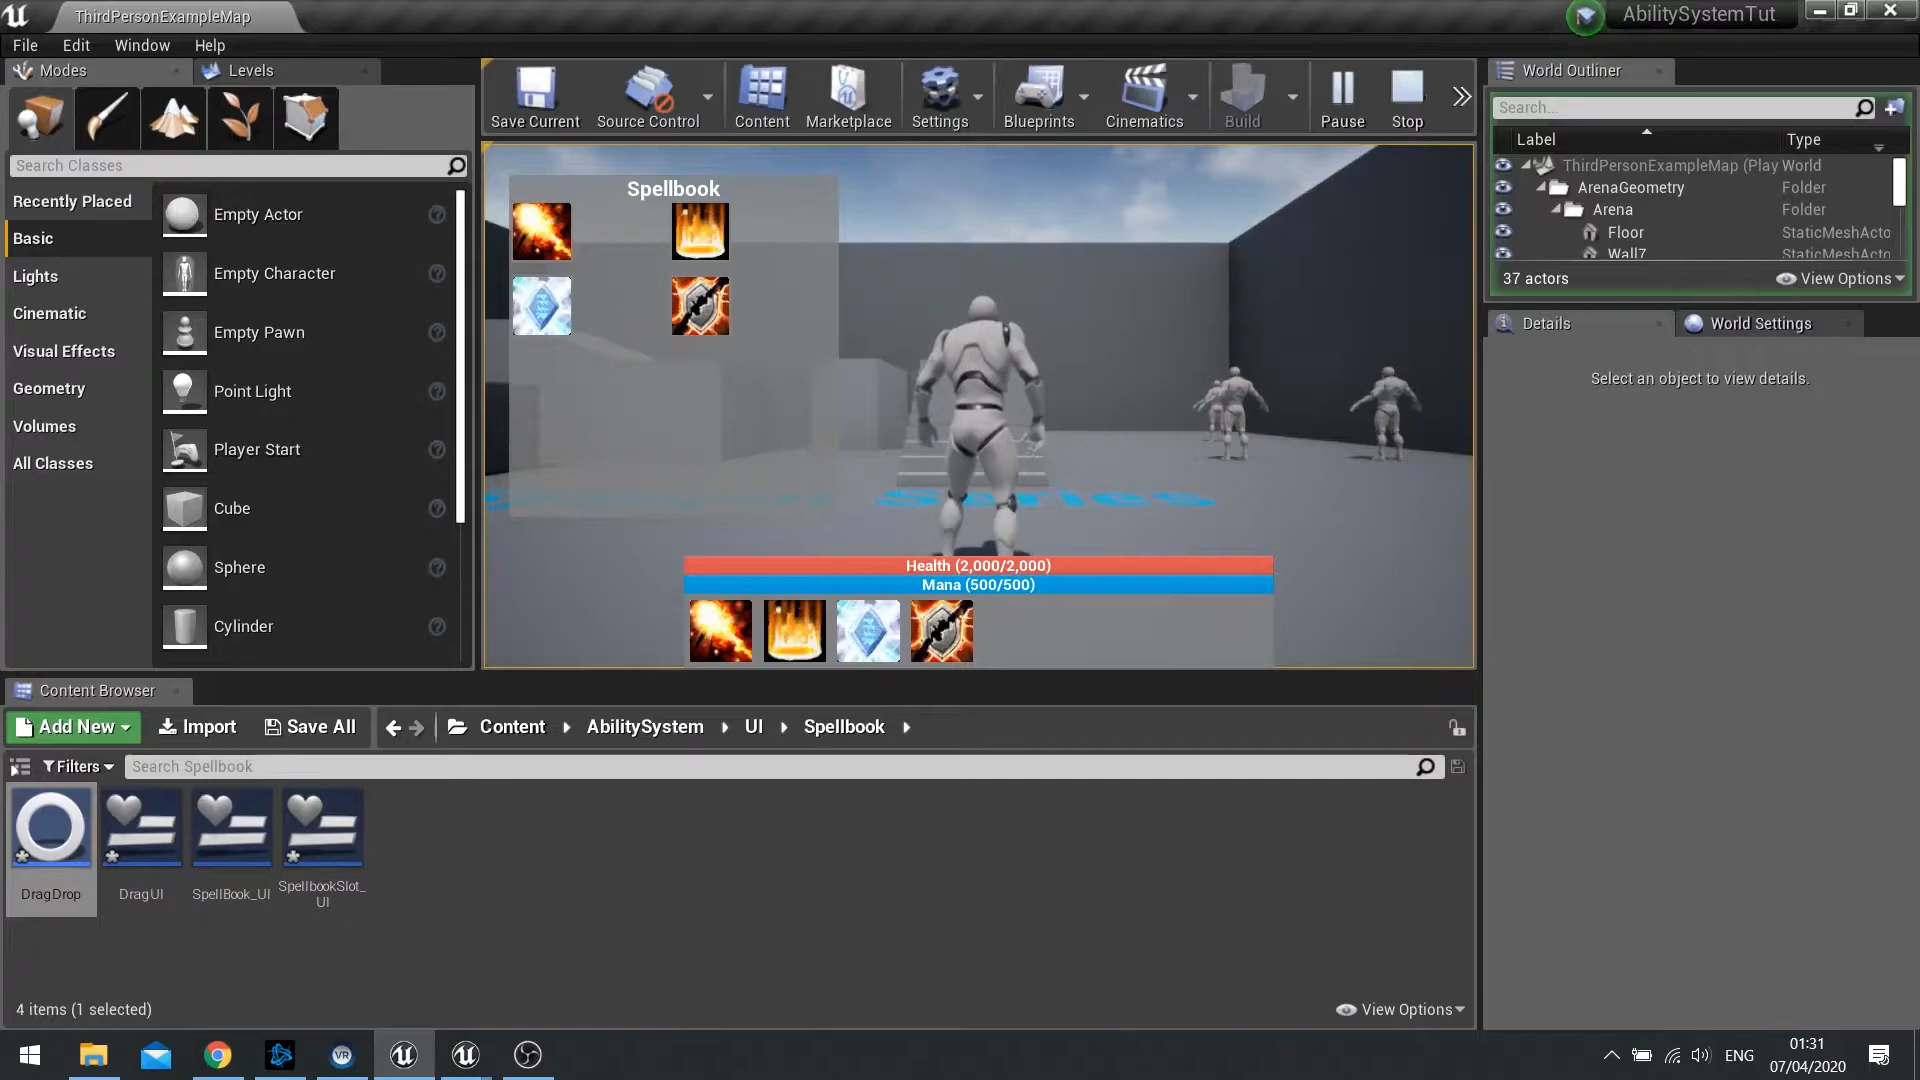 ThirdPersonExampleMap
AbilitySystemTut
File Edit Window Help
Modes
Levels
Search Classes
Recently Placed
Basic
Lights
Cinematic
Visual Effects
Geometry
Volumes
All Classes
Empty Actor
Empty Character
Empty Pawn
Point Light
Player Start
Cube
Sphere
Cylinder
Save Current
Source Control
Content
Marketplace
Settings
Blueprints
Cinematics
Build
Pause
Stop
Spellbook
Series
Health (2,000/2,000)
Mana (500/500)
World Outliner
Search...
Label Type
ThirdPersonExampleMap (Play World
ArenaGeometry Folder
Arena Folder
Floor StaticMeshActo
Wall7 StaticMeshActo
37 actors View Options
Details
World Settings
Select an object to view details.
Content Browser
Add New Import Save All Content AbilitySystem UI Spellbook
Filters Search Spellbook
DragDrop
DragUI
SpellBook_UI
SpellbookSlot_
UI
4 items (1 selected) View Options
VR
ENG
01:31
07/04/2020